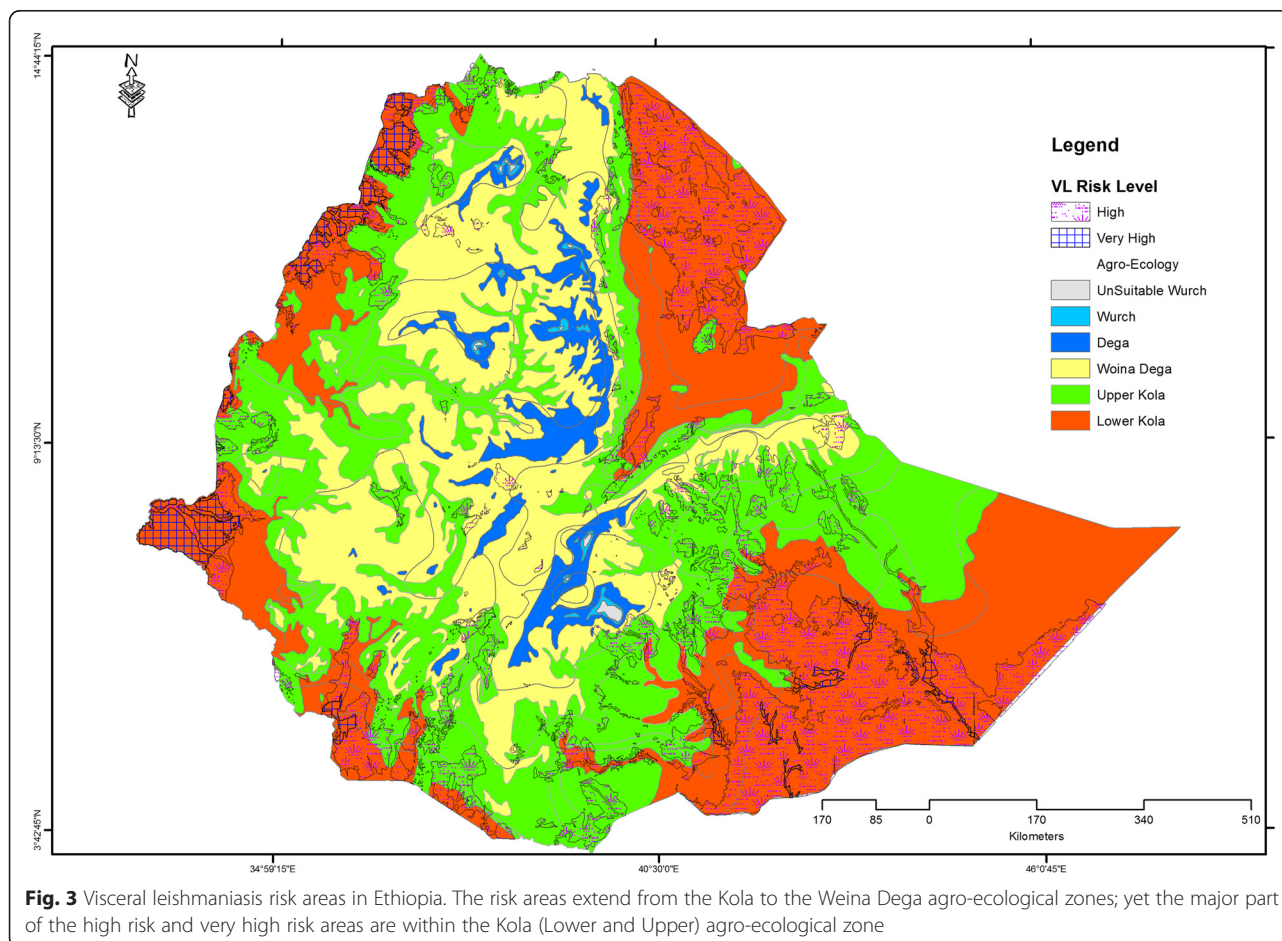 14°44'15"N
N
Legend
VL Risk Level
High
Very High
Agro-Ecology
UnSuitable Wurch
Wurch
Dega
Woina Dega
Upper Kola
Lower Kola
9°13'30"N
3°42'45"N
170 85 0 170 340 510
Kilometers
34°59'15"E 40°30'0"E 46°0'45"E
Fig. 3 Visceral leishmaniasis risk areas in Ethiopia. The risk areas extend from the Kola to the Weina Dega agro-ecological zones; yet the major part
of the high risk and very high risk areas are within the Kola (Lower and Upper) agro-ecological zone